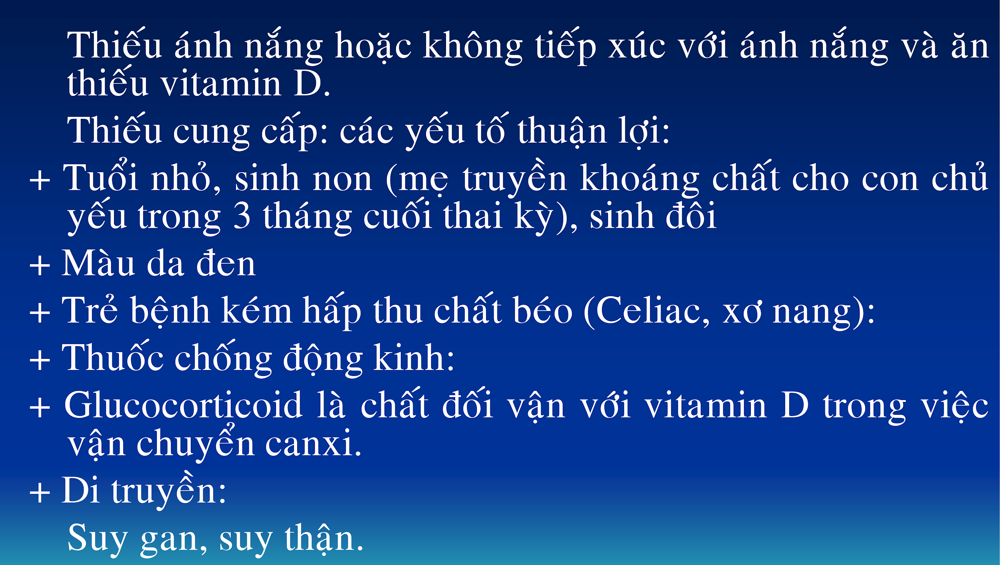 Thiếu ánh nắng hoặc không tiếp xúc với ánh nắng và ăn
thiếu vitamin D.
Thiếu cung cấp: các yếu tố thuận lợi:
+ Tuổi nhỏ, sinh non (mẹ truyền khoáng chất cho con chủ
yếu trong 3 tháng cuối thai kỳ), sinh đôi
+ Màu da đen
+ Trẻ bệnh kém hấp thu chất béo (Celiac, xơ nang):
+ Thuốc chống động kinh:
+ Glucocorticoid là chất đối vận với vitamin D trong việc
vận chuyển canxi.
+ Di truyền:
Suy gan, suy thận.